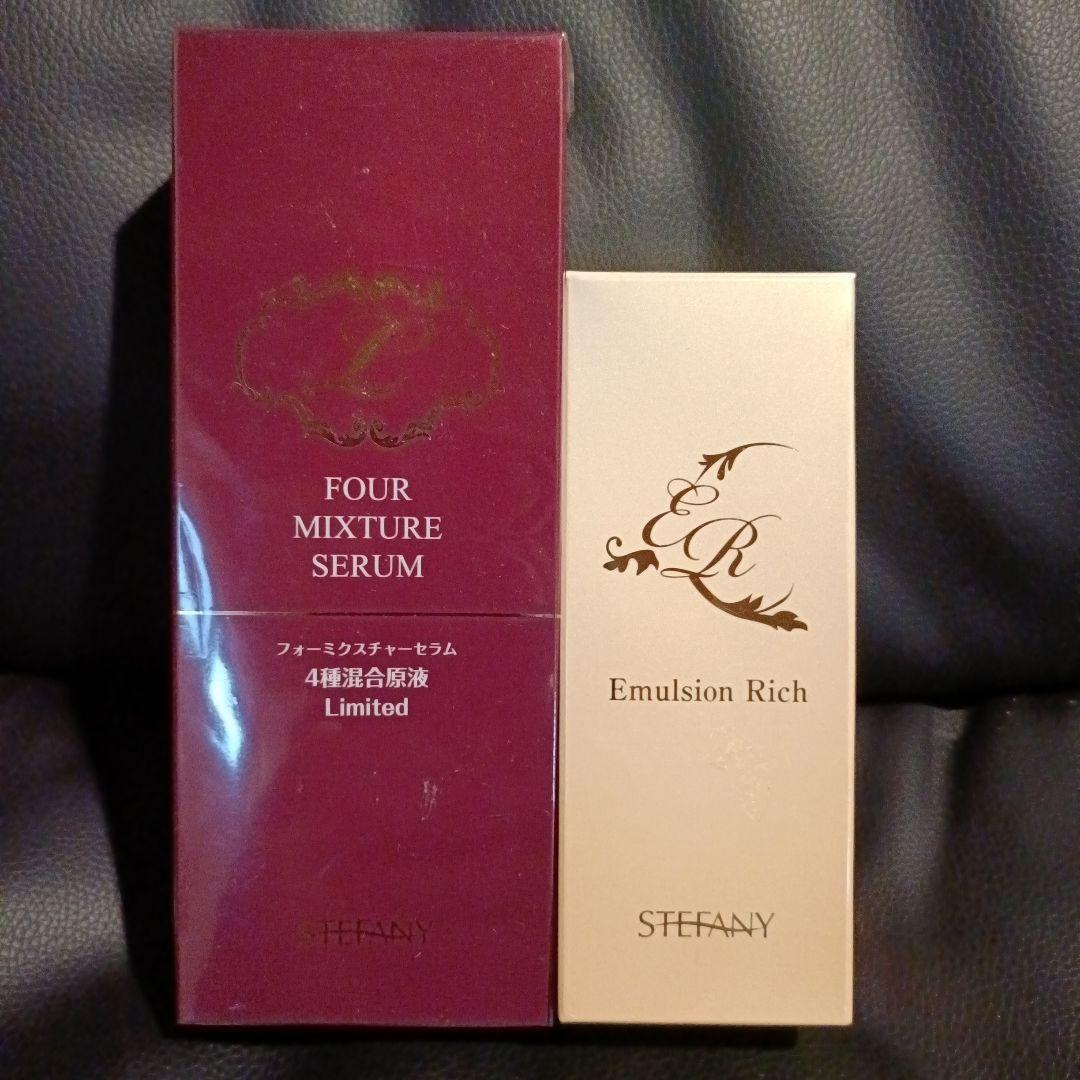 FOUR
MIXTURE
SERUM
フォーミクスチャーセラム
4種混合原液
Limited
STEFANY
ER
Emulsion Rich
STEFANY